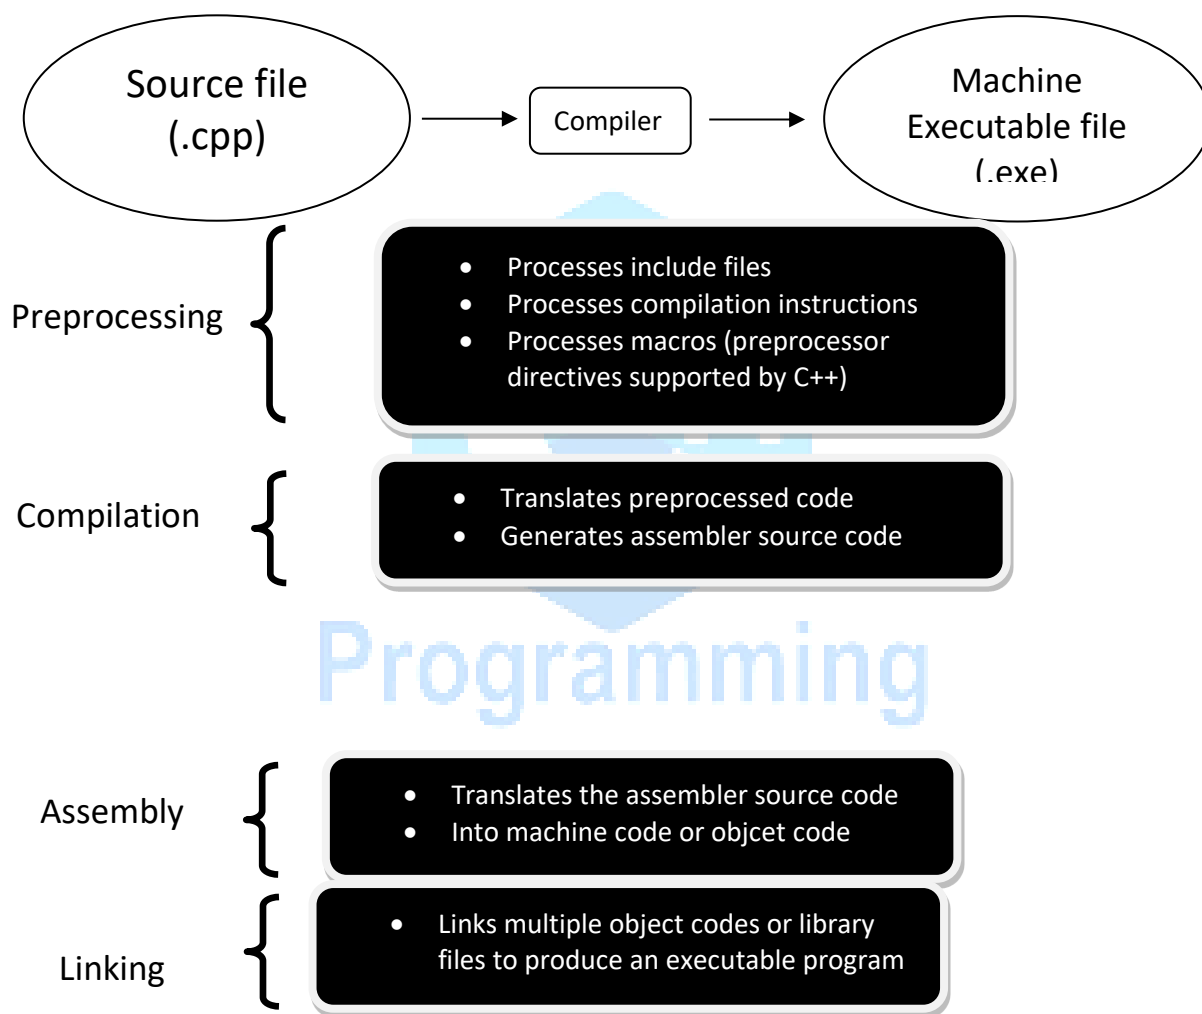 Source file
(.cpp)
Compiler
Machine
Executable file
(.exe)
Preprocessing
• Processes include files
• Processes compilation instructions
• Processes macros (preprocessor
directives supported by C++)
Compilation
• Translates preprocessed code
• Generates assembler source code
Programming
Assembly
• Translates the assembler source code
• Into machine code or objcet code
Linking
• Links multiple object codes or library
files to produce an executable program